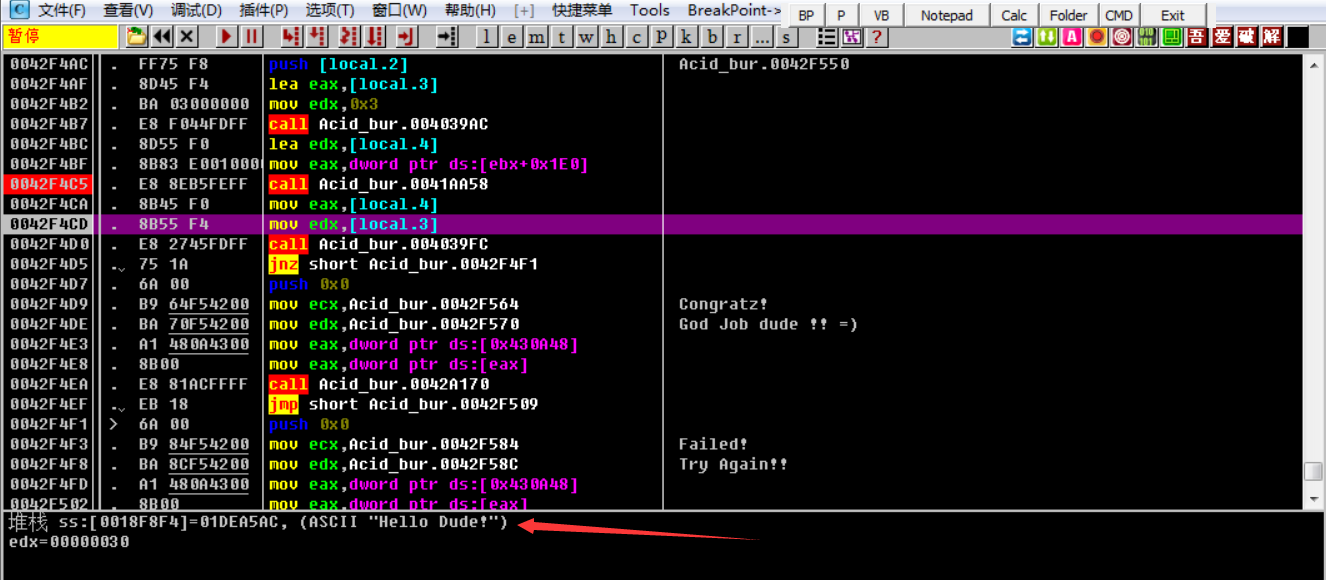 C 文件(F) 查看(V) 调试(D) 插件(P) 选项(T) 窗口(W) 帮助(H) [+] 快捷菜单 Tools BreakPoint-> BP P VB Notepad Calc Folder CMD Exit
暂停 l e m t w h c P k b r ... s ? A 吾 爱 破 解
0042F4AC . FF75 F8 push [local.2] Acid_bur.0042F550
0042F4AF . 8D45 F4 lea eax,[local.3]
0042F4B2 . BA 03000000 mov edx,0x3
0042F4B7 . E8 F044FDFF call Acid_bur.004039AC
0042F4BC . 8D55 F0 lea edx,[local.4]
0042F4BF . 8B83 E0010000 mov eax,dword ptr ds:[ebx+0x1E0]
0042F4C5 . E8 8EB5FEFF call Acid_bur.0041AA58
0042F4CA . 8B45 F0 mov eax,[local.4]
0042F4CD . 8B55 F4 mov edx,[local.3]
0042F4D0 . E8 2745FDFF call Acid_bur.004039FC
0042F4D5 .⌄ 75 1A jnz short Acid_bur.0042F4F1
0042F4D7 . 6A 00 push 0x0
0042F4D9 . B9 64F54200 mov ecx,Acid_bur.0042F564 Congratz!
0042F4DE . BA 70F54200 mov edx,Acid_bur.0042F570 God Job dude !! =)
0042F4E3 . A1 480A4300 mov eax,dword ptr ds:[0x430A48]
0042F4E8 . 8B00 mov eax,dword ptr ds:[eax]
0042F4EA . E8 81ACFFFF call Acid_bur.0042A170
0042F4EF .⌄ EB 18 jmp short Acid_bur.0042F509
0042F4F1 > 6A 00 push 0x0
0042F4F3 . B9 84F54200 mov ecx,Acid_bur.0042F584 Failed!
0042F4F8 . BA 8CF54200 mov edx,Acid_bur.0042F58C Try Again!!
0042F4FD . A1 480A4300 mov eax,dword ptr ds:[0x430A48]
0042F502 . 8B00 mov eax,dword ptr ds:[eax]
堆栈 ss:[0018F8F4]=01DEA5AC, (ASCII "Hello Dude!")
edx=00000030